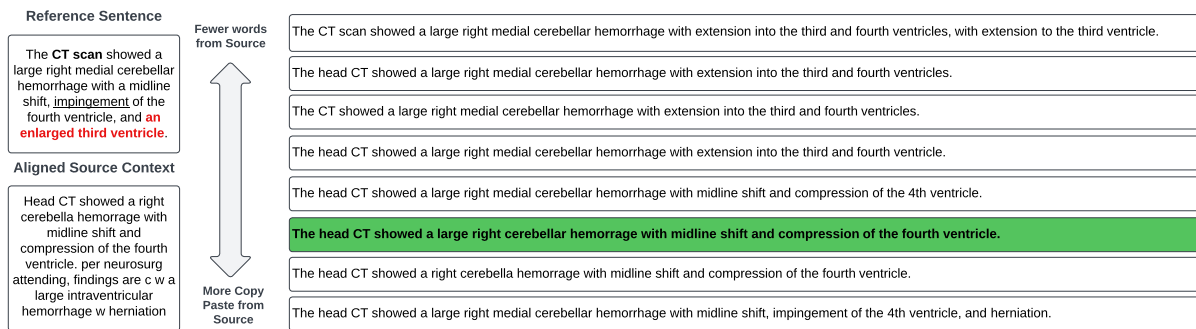 Reference Sentence
The CT scan showed a
large right medial cerebellar
hemorrhage with a midline
shift, impingement of the
fourth ventricle, and an
enlarged third ventricle.
Aligned Source Context
Head CT showed a right
cerebella hemorrage with
midline shift and
compression of the fourth
ventricle. per neurosurg
attending, findings are c w a
large intraventricular
hemorrhage w herniation
Fewer words
from Source
More Copy
Paste from
Source
The CT scan showed a large right medial cerebellar hemorrhage with extension into the third and fourth ventricles, with extension to the third ventricle.
The head CT showed a large right medial cerebellar hemorrhage with extension into the third and fourth ventricles.
The CT showed a large right medial cerebellar hemorrhage with extension into the third and fourth ventricles.
The head CT showed a large right medial cerebellar hemorrhage with extension into the third and fourth ventricle.
The head CT showed a large right medial cerebellar hemorrhage with midline shift and compression of the 4th ventricle.
The head CT showed a large right cerebellar hemorrage with midline shift and compression of the fourth ventricle.
The head CT showed a right cerebella hemorrage with midline shift and compression of the fourth ventricle.
The head CT showed a large right medial cerebellar hemorrhage with midline shift, impingement of the 4th ventricle, and herniation.